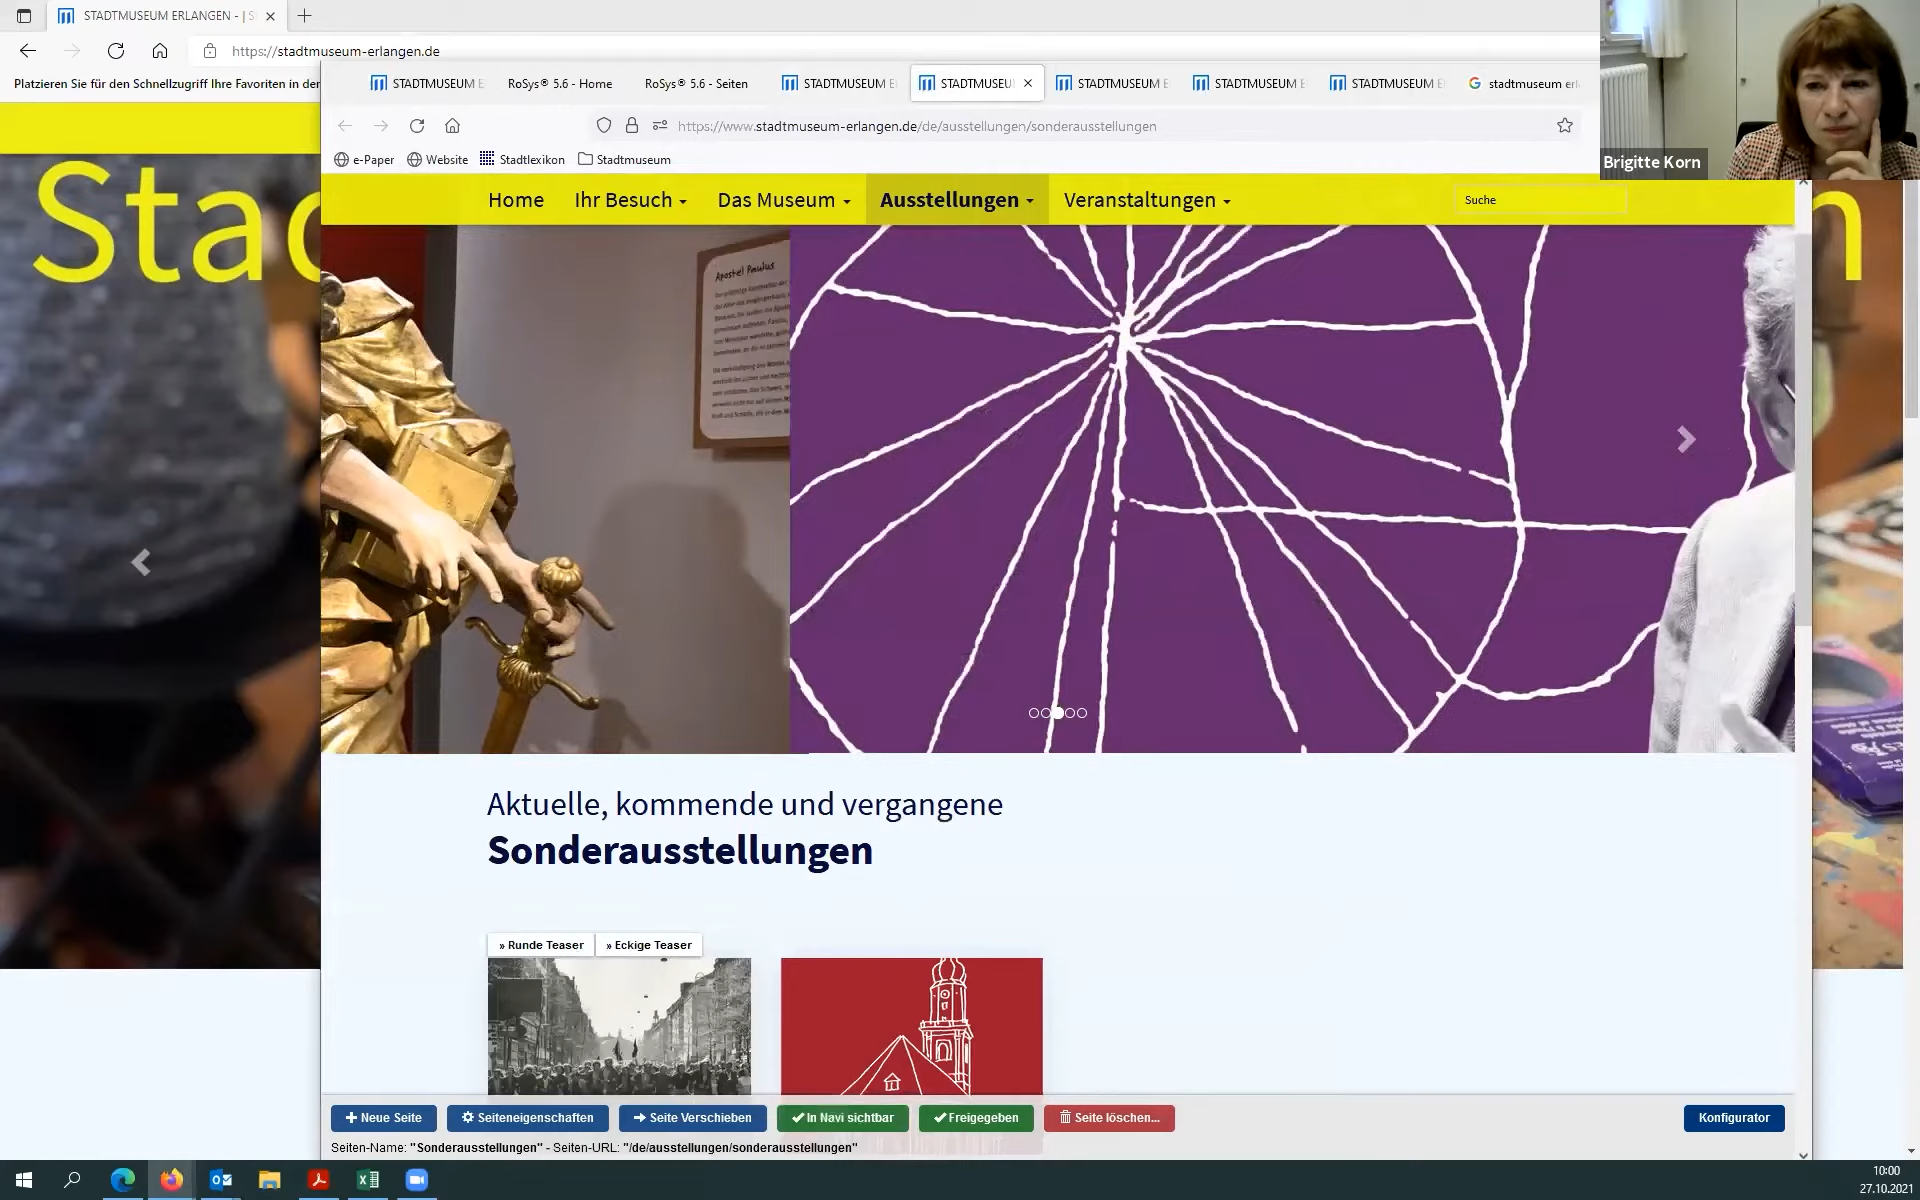 STADTMUSEUM ERLANGEN - | S
https://stadtmuseum-erlangen.de
Platzieren Sie für den Schnellzugriff Ihre Favoriten in der
STADTMUSEUM E
RoSys® 5.6 - Home
RoSys® 5.6 - Seiten
STADTMUSEUM E
STADTMUSEU
STADTMUSEUM E
STADTMUSEUM E
STADTMUSEUM E
stadtmuseum erl
https://www.stadtmuseum-erlangen.de/de/ausstellungen/sonderausstellungen
e-Paper
Website
Stadtlexikon
Stadtmuseum
Brigitte Korn
Home
Ihr Besuch
Das Museum
Ausstellungen
Veranstaltungen
Suche
Stad
n
Apostel Paulus
Aktuelle, kommende und vergangene
Sonderausstellungen
» Runde Teaser
» Eckige Teaser
Neue Seite
Seiteneigenschaften
Seite Verschieben
In Navi sichtbar
Freigegeben
Seite löschen...
Konfigurator
Seiten-Name: "Sonderausstellungen" - Seiten-URL: "/de/ausstellungen/sonderausstellungen"
10:00
27.10.2021